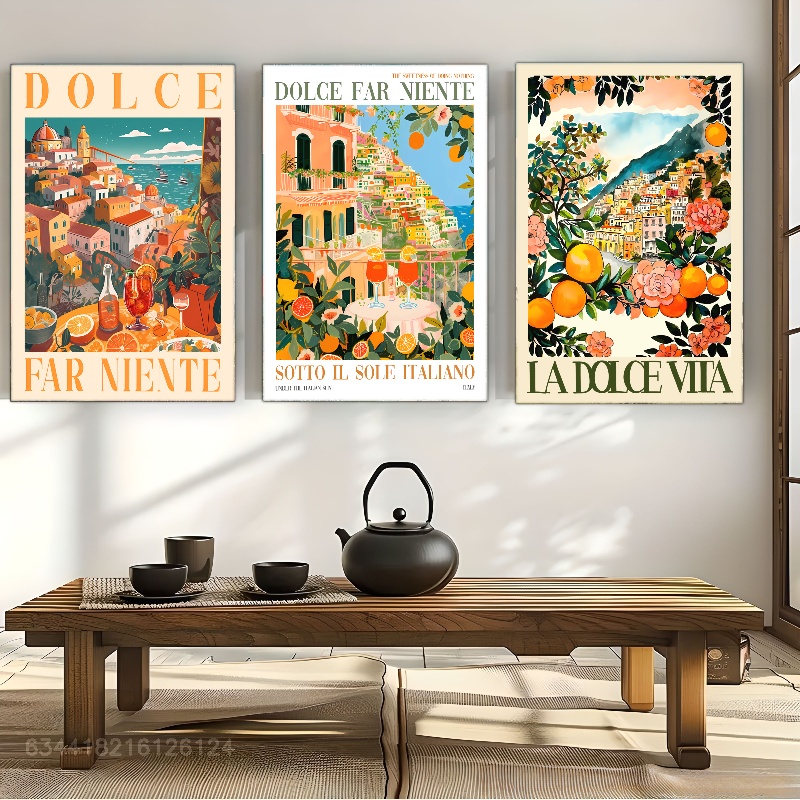 DOLCE
FAR NIENTE
THE SWEETNESS OF DOING NOTHING
DOLCE FAR NIENTE
SOTTO IL SOLE ITALIANO
UNDER THE ITALIAN SUN
ITALY
LA DOLCE VITA
634418216126124